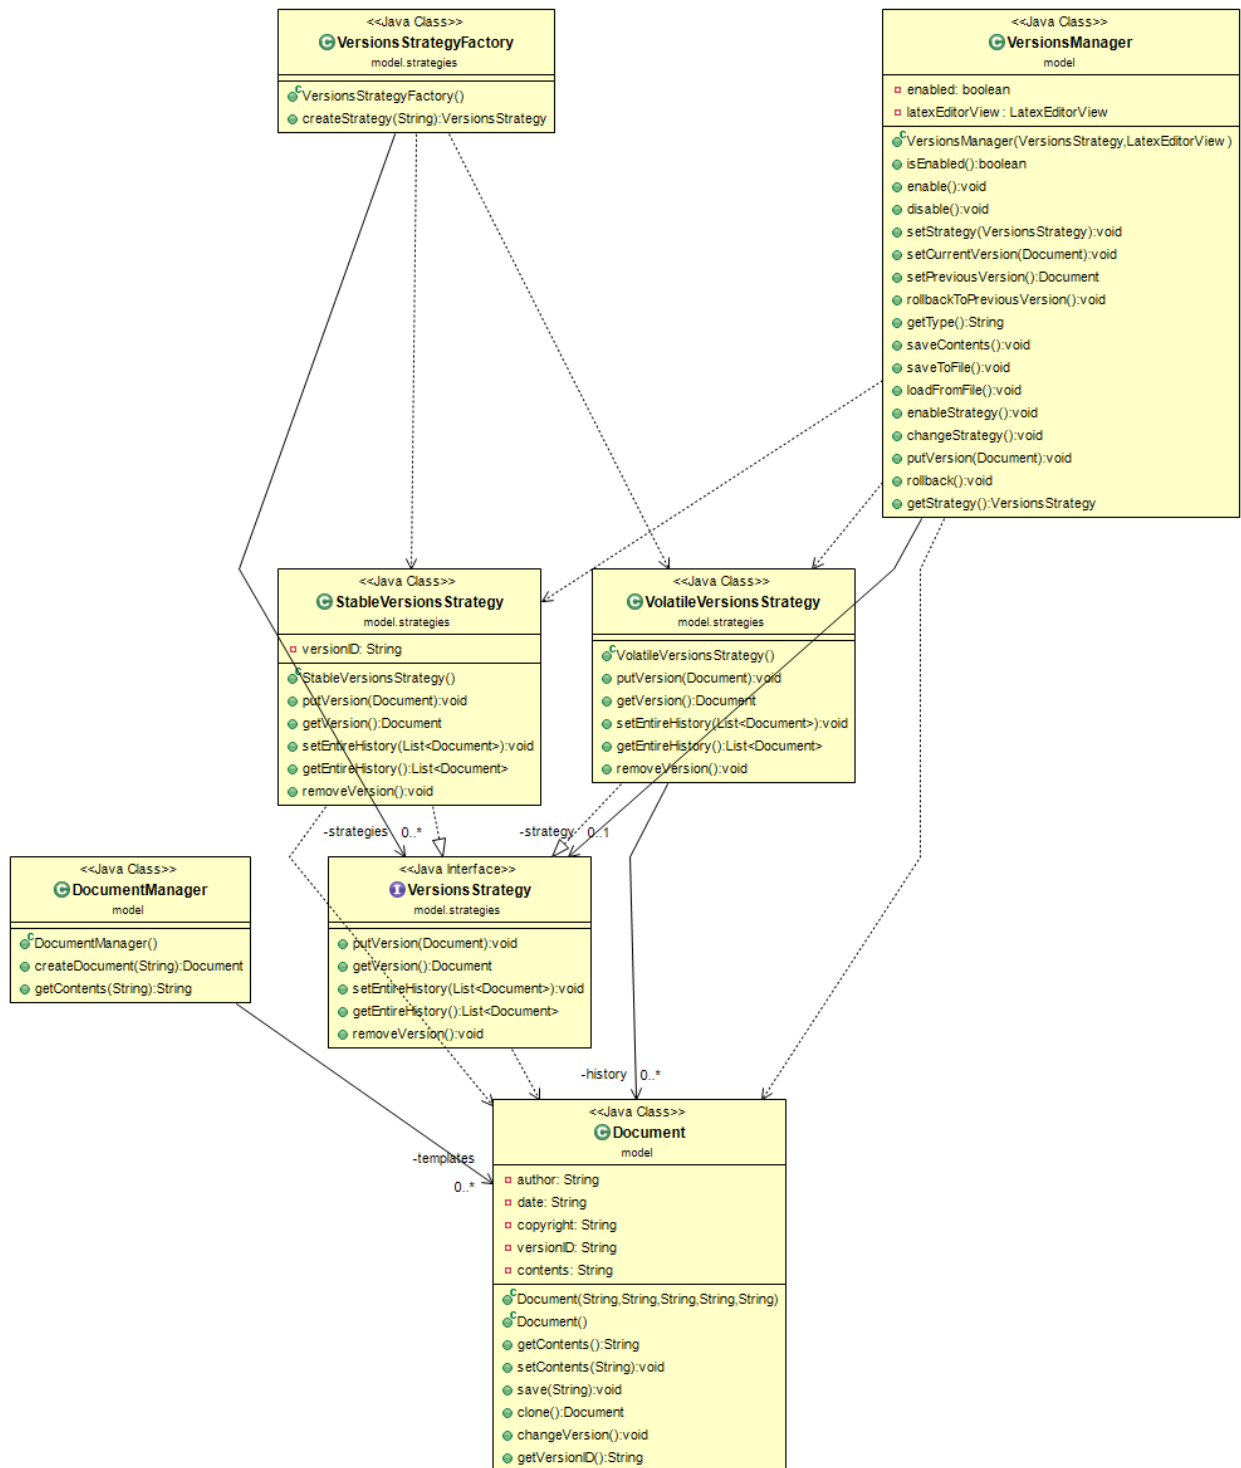 <<Java Class>>
VersionsStrategyFactory
model.strategies
VersionsStrategyFactory()
createStrategy(String):VersionsStrategy
<<Java Class>>
VersionsManager
model
enabled: boolean
latexEditorView : LatexEditorView
VersionsManager(VersionsStrategy,LatexEditorView )
isEnabled():boolean
enable():void
disable():void
setStrategy(VersionsStrategy):void
setCurrentVersion(Document):void
setPreviousVersion():Document
rollbackToPreviousVersion():void
getType():String
saveContents():void
saveToFile():void
loadFromFile():void
enableStrategy():void
changeStrategy():void
putVersion(Document):void
rollback():void
getStrategy():VersionsStrategy
<<Java Class>>
StableVersionsStrategy
model.strategies
versionID: String
StableVersionsStrategy()
putVersion(Document):void
getVersion():Document
setEntireHistory(List<Document>):void
getEntireHistory():List<Document>
removeVersion():void
<<Java Class>>
VolatileVersionsStrategy
model.strategies
VolatileVersionsStrategy()
putVersion(Document):void
getVersion():Document
setEntireHistory(List<Document>):void
getEntireHistory():List<Document>
removeVersion():void
-strategies 0..*
-strategy 0..1
<<Java Class>>
DocumentManager
model
DocumentManager()
createDocument(String):Document
getContents(String):String
<<Java Interface>>
VersionsStrategy
model.strategies
putVersion(Document):void
getVersion():Document
setEntireHistory(List<Document>):void
getEntireHistory():List<Document>
removeVersion():void
-history 0..*
-templates
0..*
<<Java Class>>
Document
model
author: String
date: String
copyright: String
versionID: String
contents: String
Document(String,String,String,String,String)
Document()
getContents():String
setContents(String):void
save(String):void
clone():Document
changeVersion():void
getVersionID():String